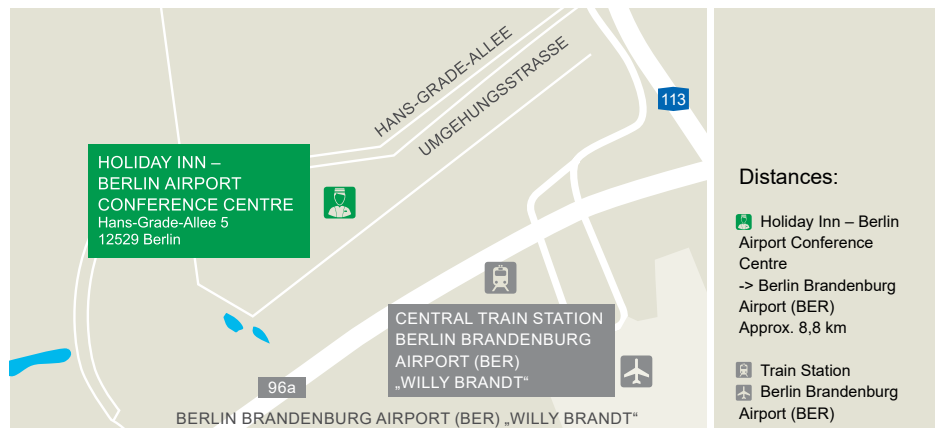 HANS-GRADE-ALLEE
UMGEHUNGSSTRASSE
113
HOLIDAY INN –
BERLIN AIRPORT
CONFERENCE CENTRE
Hans-Grade-Allee 5
12529 Berlin
CENTRAL TRAIN STATION
BERLIN BRANDENBURG
AIRPORT (BER)
„WILLY BRANDT“
96a
BERLIN BRANDENBURG AIRPORT (BER) „WILLY BRANDT“
Distances:
Holiday Inn – Berlin
Airport Conference
Centre
-> Berlin Brandenburg
Airport (BER)
Approx. 8,8 km
Train Station
Berlin Brandenburg
Airport (BER)